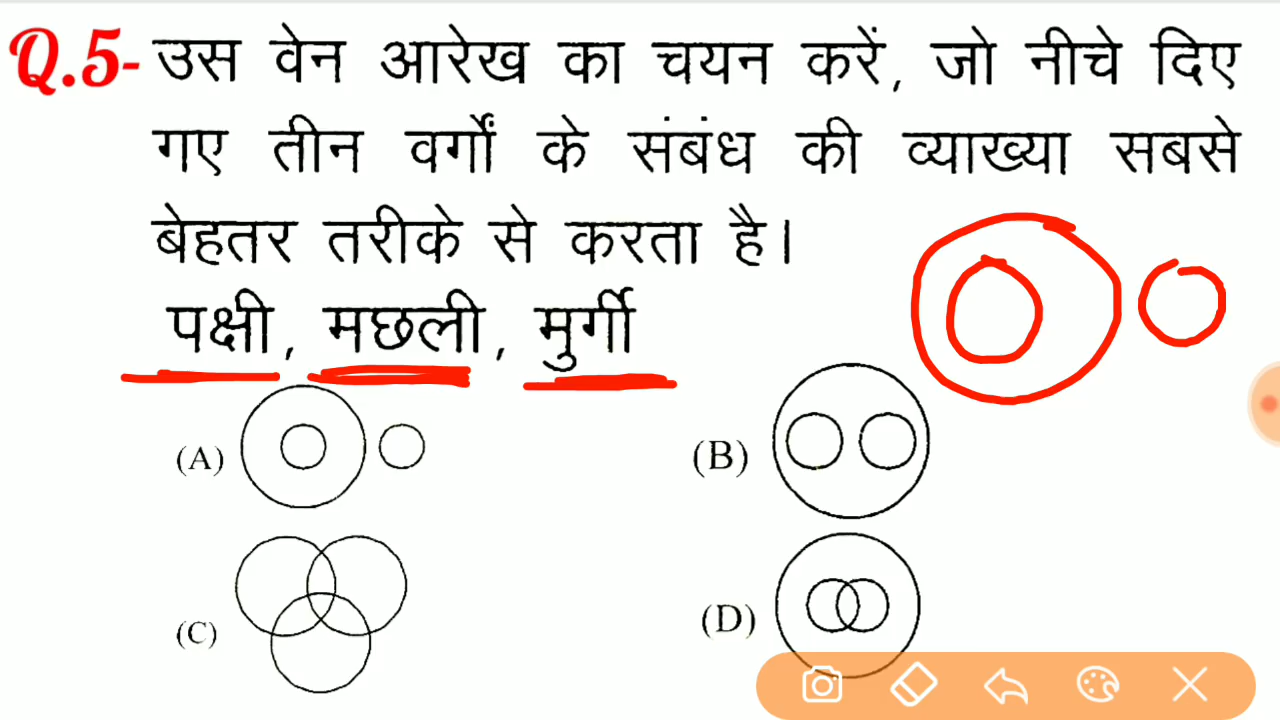 Q.5- उस वेन आरेख का चयन करें, जो नीचे दिए
गए तीन वर्गों के संबंध की व्याख्या सबसे
बेहतर तरीके से करता है।
पक्षी, मछली, मुर्गी
(A) (B)
(C) (D)